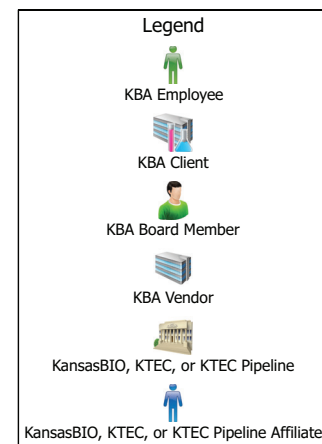 Legend
KBA Employee
KBA Client
KBA Board Member
KBA Vendor
KansasBIO, KTEC, or KTEC Pipeline
KansasBIO, KTEC, or KTEC Pipeline Affiliate